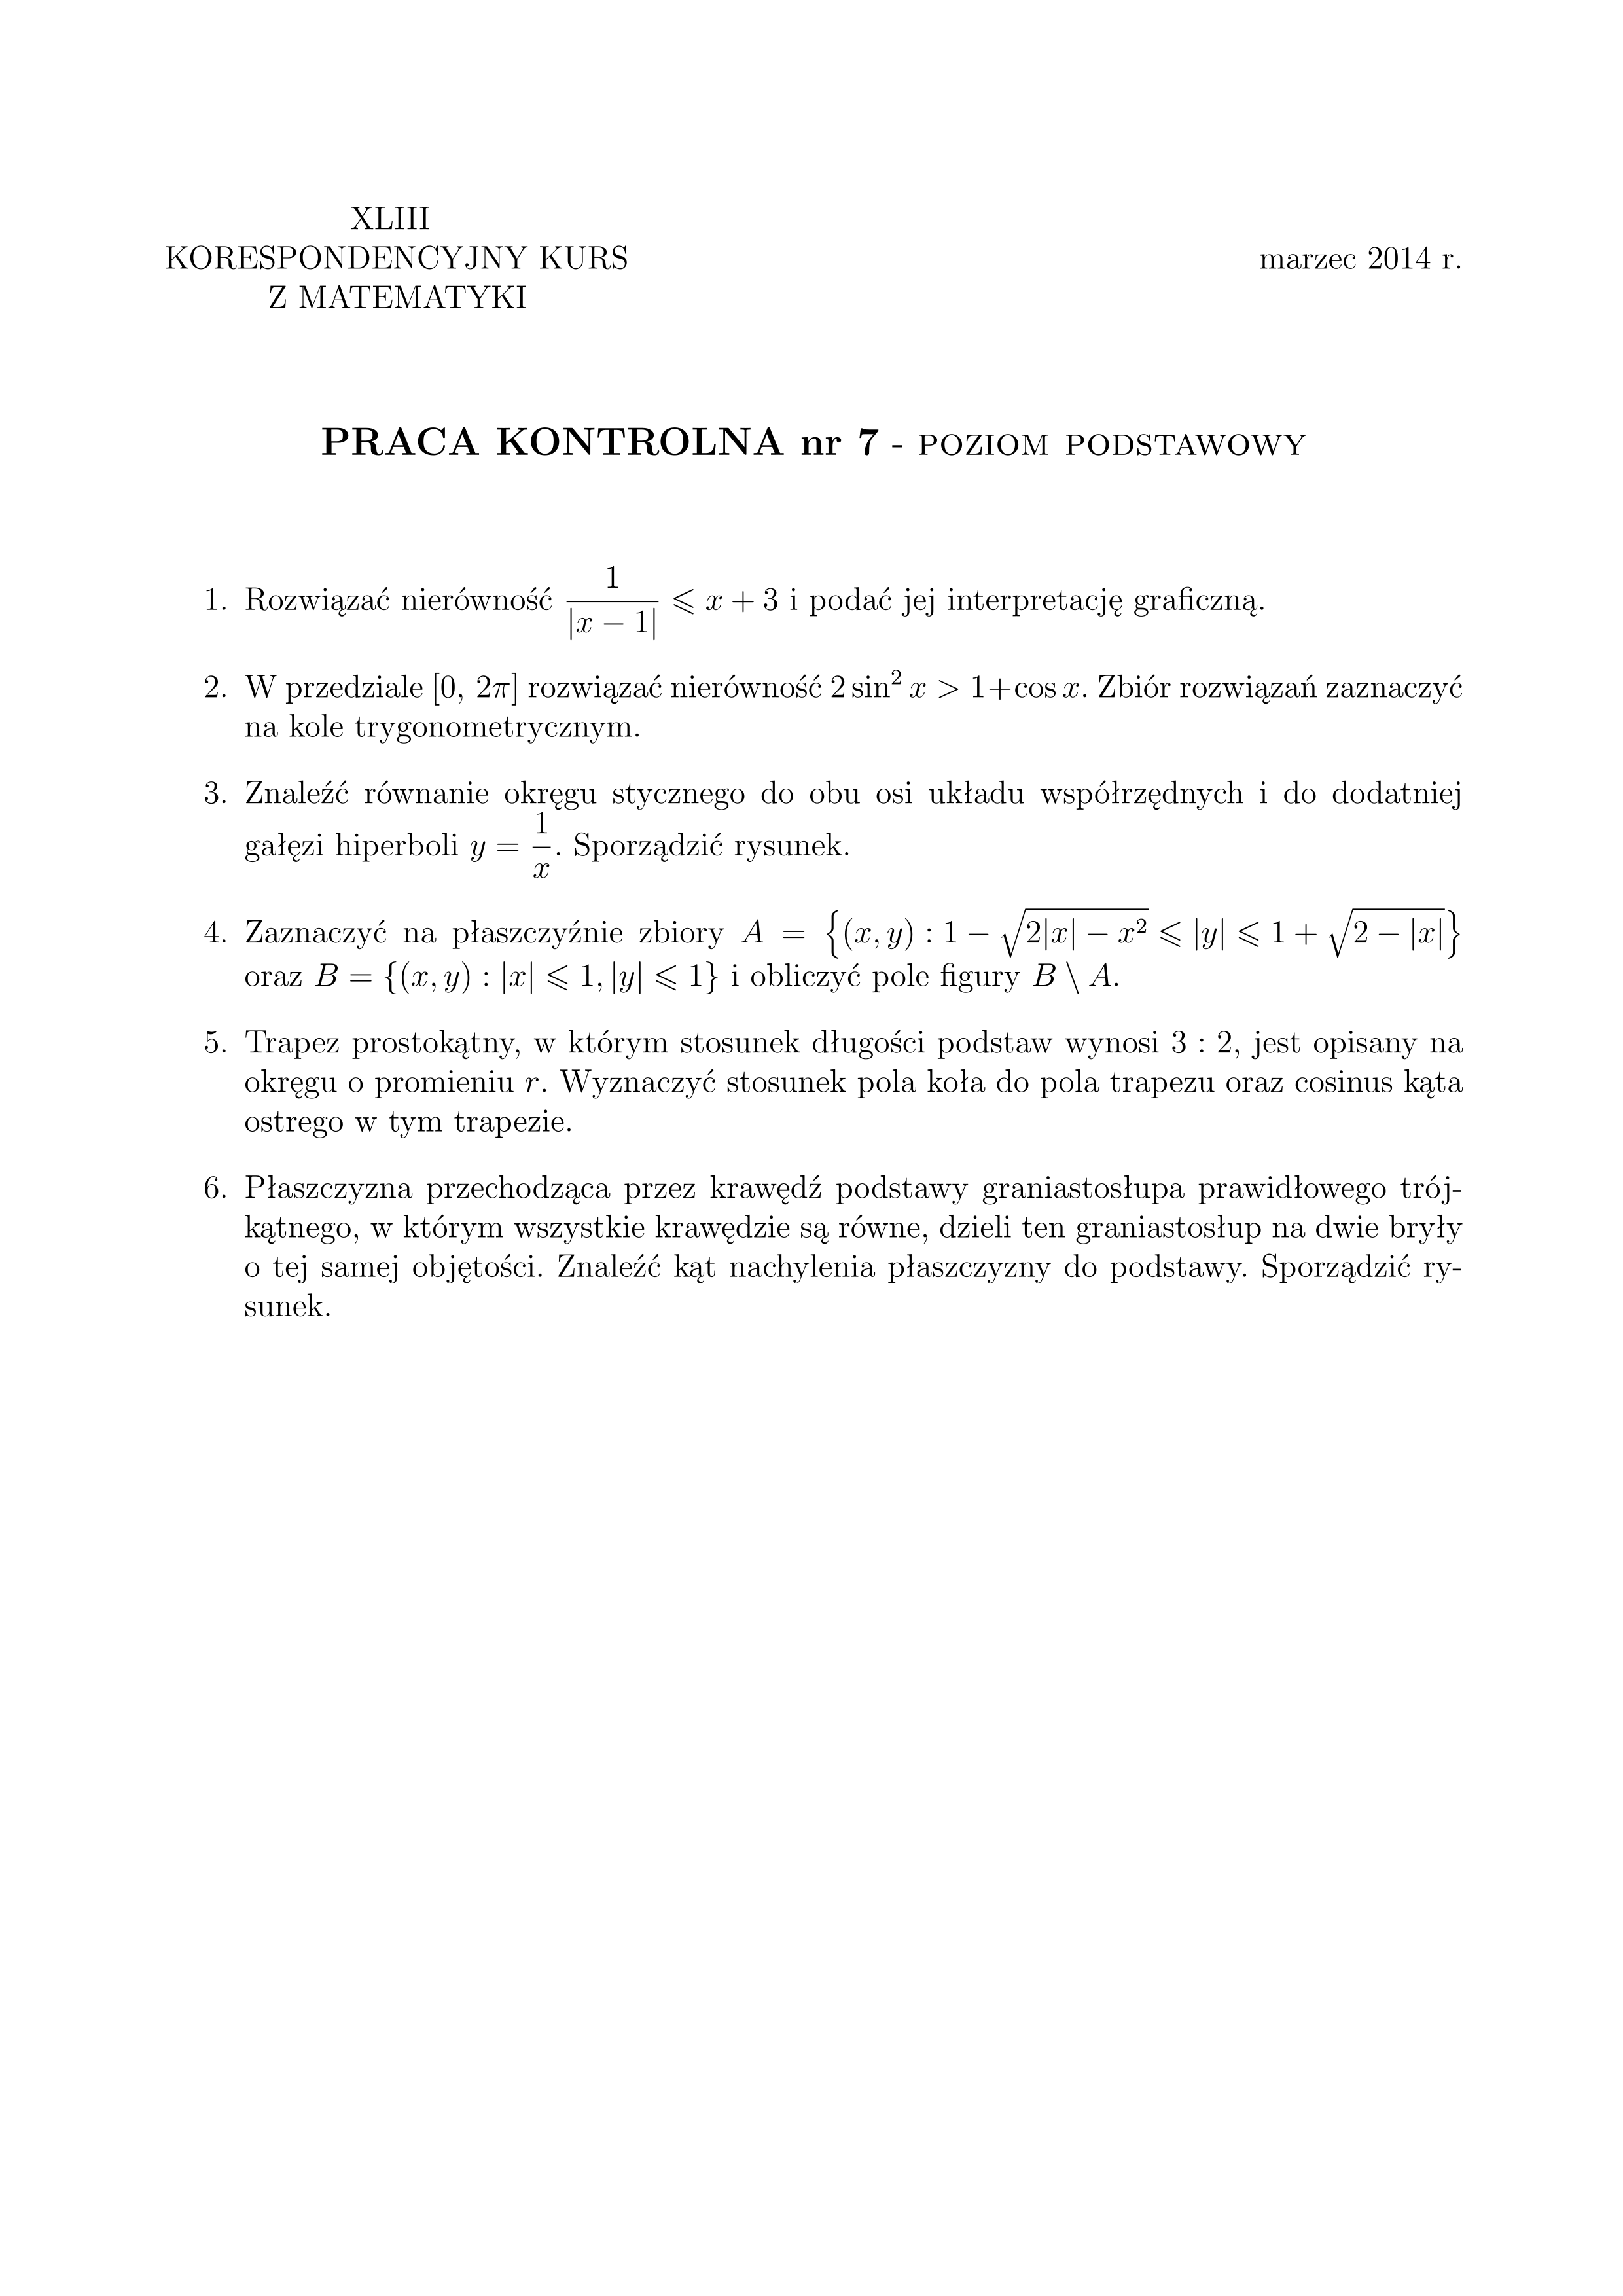 XLIII
KORESPONDENCYJNY KURS
Z MATEMATYKI
marzec 2014 r.
PRACA KONTROLNA nr 7 - POZIOM PODSTAWOWY
1. Rozwiązać nierówność $\frac{1}{|x-1|} \leqslant x + 3$ i podać jej interpretację graficzną.
2. W przedziale $[0, 2\pi]$ rozwiązać nierówność $2\sin^2 x > 1+\cos x$. Zbiór rozwiązań zaznaczyć
na kole trygonometrycznym.
3. Znaleźć równanie okręgu stycznego do obu osi układu współrzędnych i do dodatniej
gałęzi hiperboli $y = \frac{1}{x}$. Sporządzić rysunek.
4. Zaznaczyć na płaszczyźnie zbiory $A = \left\{(x, y) : 1 - \sqrt{2|x| - x^2} \leqslant |y| \leqslant 1 + \sqrt{2 - |x|}\right\}$
oraz $B = \{(x, y) : |x| \leqslant 1, |y| \leqslant 1\}$ i obliczyć pole figury $B \setminus A$.
5. Trapez prostokątny, w którym stosunek długości podstaw wynosi 3 : 2, jest opisany na
okręgu o promieniu $r$. Wyznaczyć stosunek pola koła do pola trapezu oraz cosinus kąta
ostrego w tym trapezie.
6. Płaszczyzna przechodząca przez krawędź podstawy graniastosłupa prawidłowego trój-
kątnego, w którym wszystkie krawędzie są równe, dzieli ten graniastosłup na dwie bryły
o tej samej objętości. Znaleźć kąt nachylenia płaszczyzny do podstawy. Sporządzić ry-
sunek.